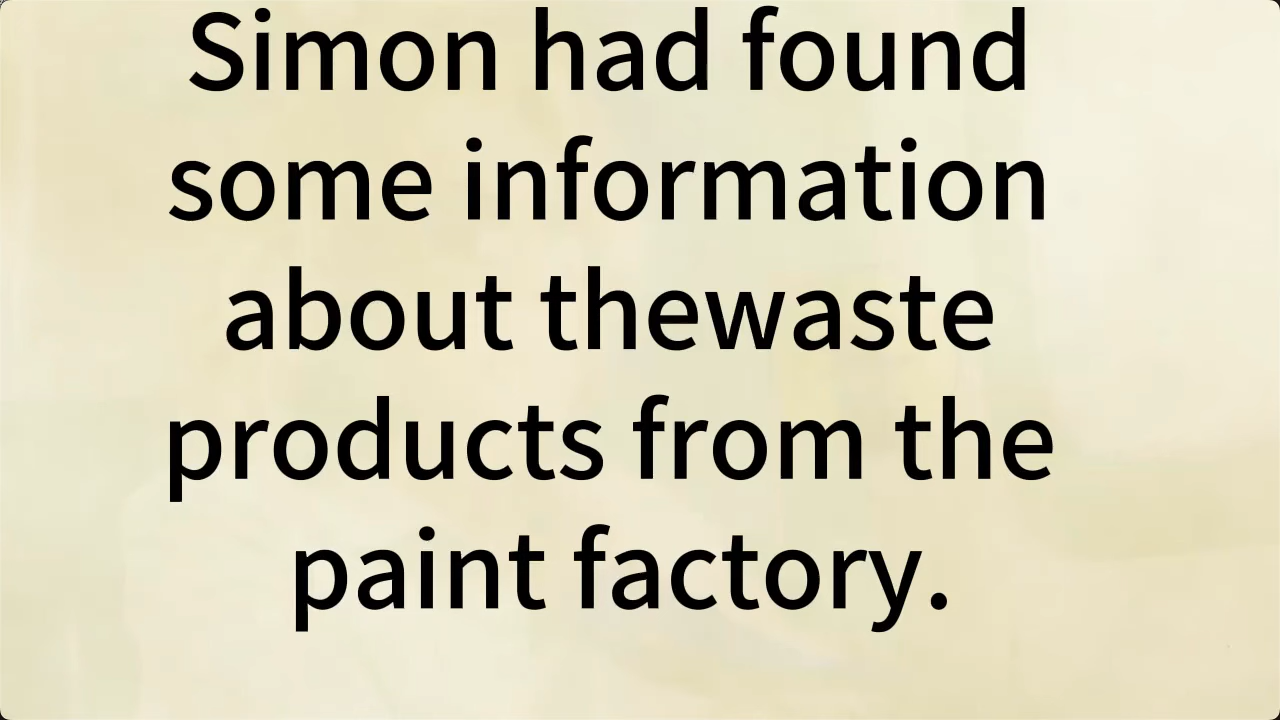 Simon had found
some information
about thewaste
products from the
paint factory.